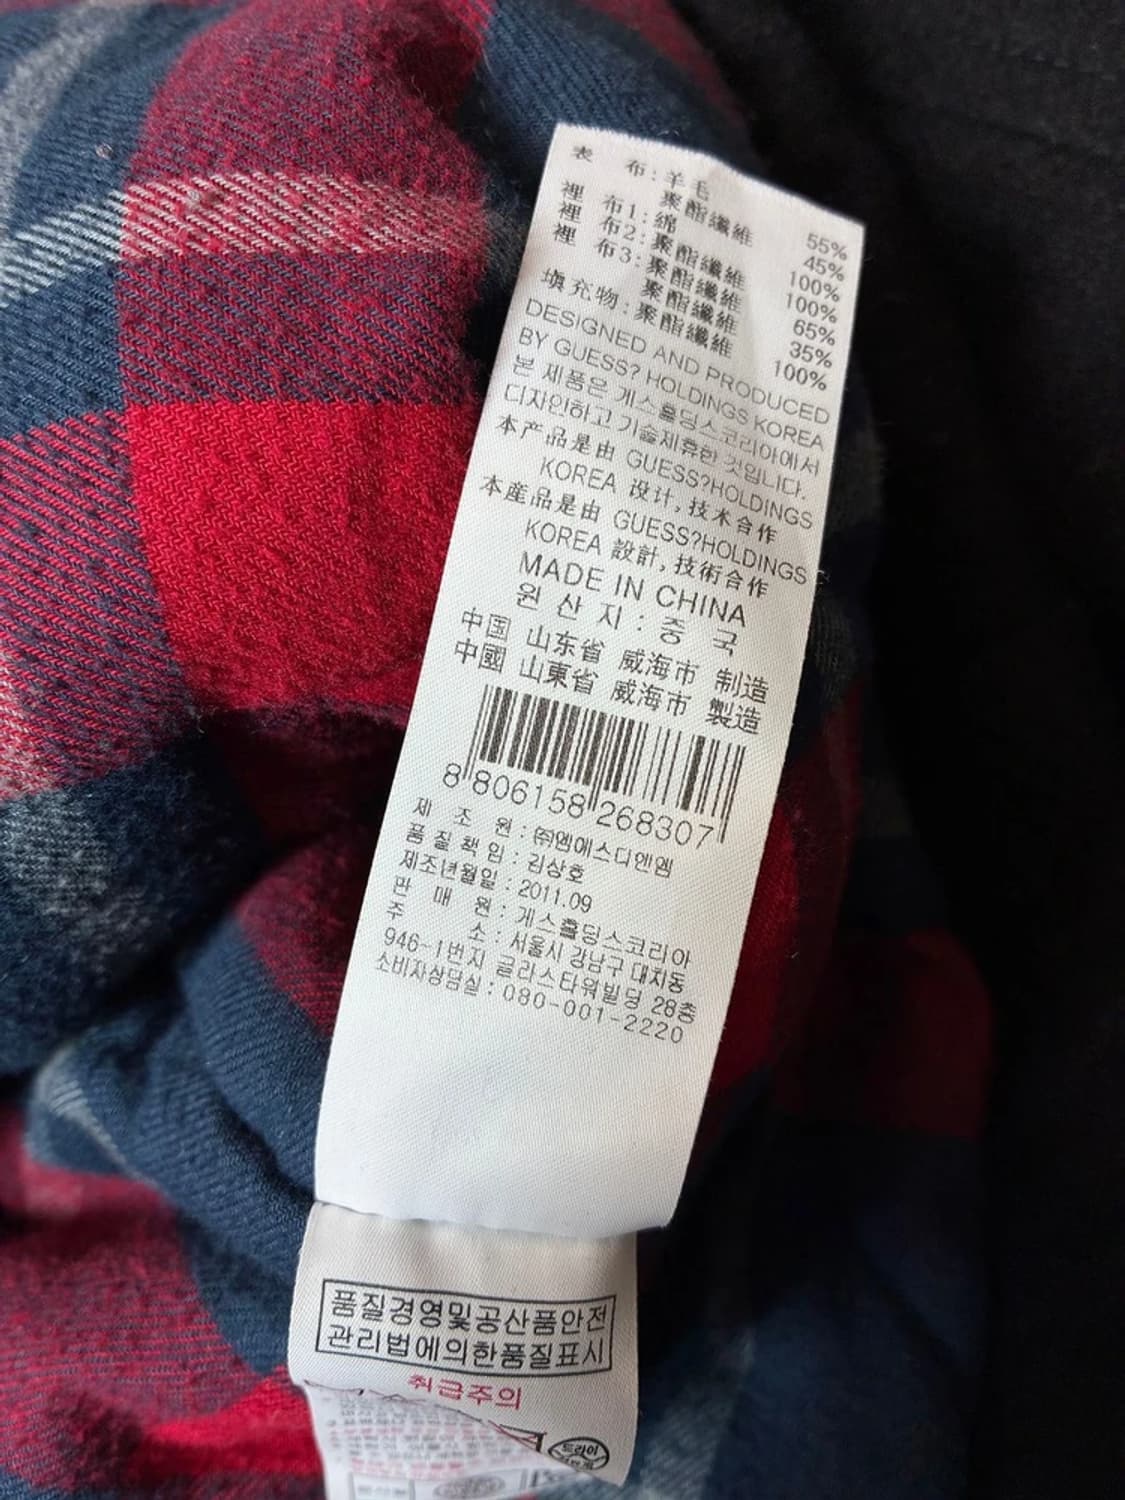 表 布 : 羊毛 55%
聚酯纖維 45%
裡 布1 : 綿 100%
裡 布2 : 聚酯纖維 100%
裡 布3 : 聚酯纖維 65%
聚酯纖維 35%
填充物 : 聚酯纖維 100%
DESIGNED AND PRODUCED
BY GUESS? HOLDINGS KOREA
본 제품은 게스홀딩스코리아에서
디자인하고 기술제휴한 것입니다.
本产品是由 GUESS?HOLDINGS
KOREA 设计, 技术合作
本產品是由 GUESS?HOLDINGS
KOREA 設計, 技術合作
MADE IN CHINA
원 산 지 : 중 국
中国 山东省 威海市 制造
中國 山東省 威海市 製造
8 806158 268307
제 조 원 : ㈜엠에스디엔엠
품질책임 : 김상호
제조년월일 : 2011.09
판 매 원 : 게스홀딩스코리아
주 소 : 서울시 강남구 대치동
946-1번지 글라스타워빌딩 28층
소비자상담실 : 080-001-2220
품질경영및공산품안전
관리법에의한품질표시
취급주의
드라이